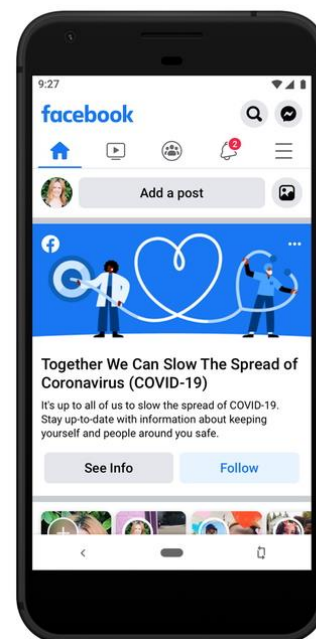 9:27
facebook
2
Add a post
Together We Can Slow The Spread of
Coronavirus (COVID-19)
It's up to all of us to slow the spread of COVID-19.
Stay up-to-date with information about keeping
yourself and people around you safe.
See Info
Follow